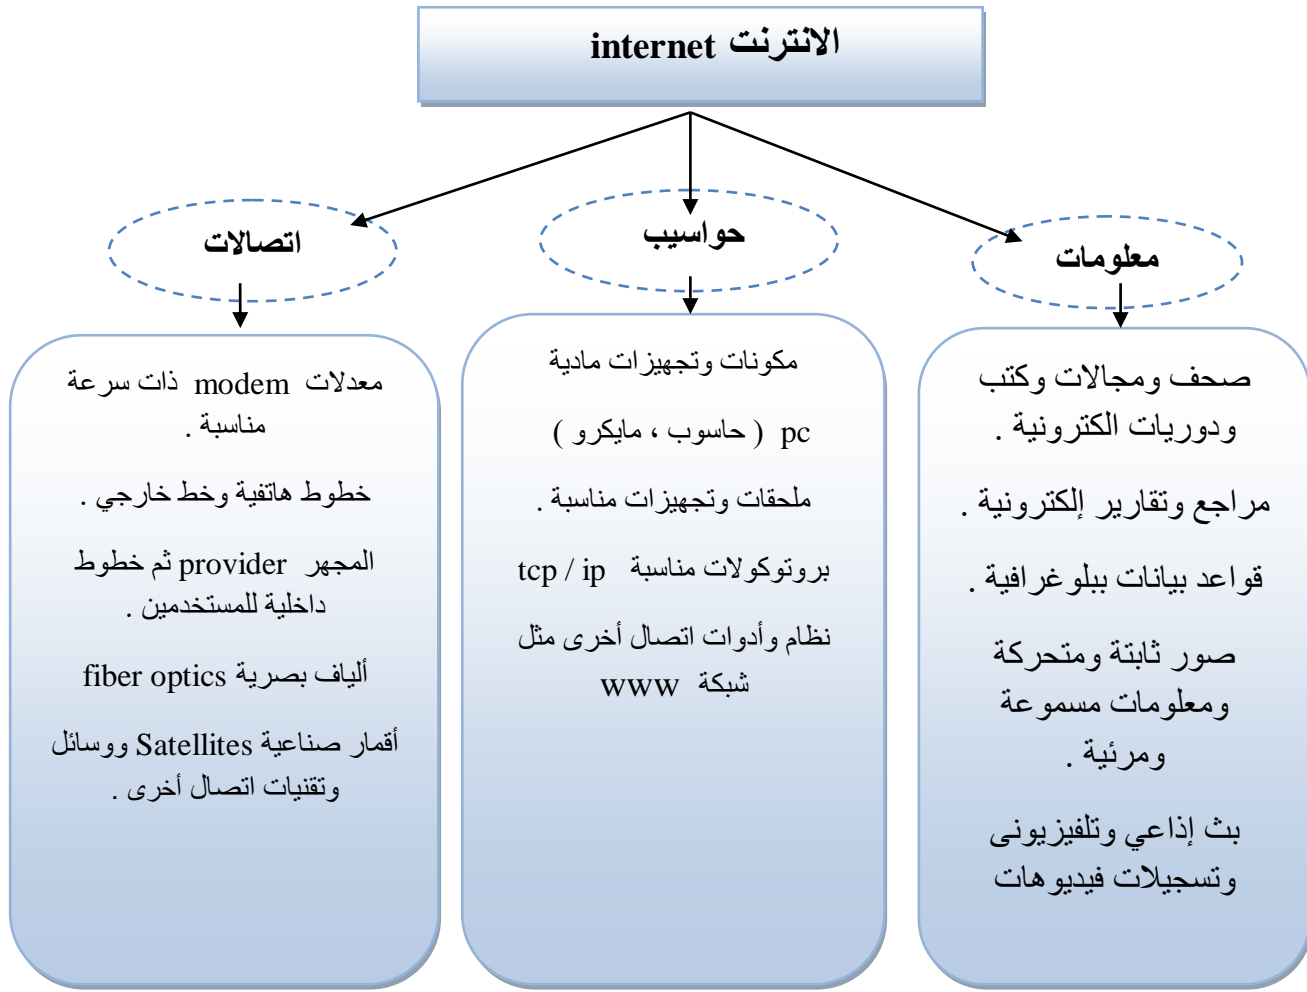 الانترنت internet
معلومات
صحف ومجالات وكتب
ودوريات الكترونية .
مراجع وتقارير إلكترونية .
قواعد بيانات ببلوغرافية .
صور ثابتة ومتحركة
ومعلومات مسموعة
ومرئية .
بث إذاعي وتلفيزيونى
وتسجيلات فيديوهات
حواسيب
مكونات وتجهيزات مادية
pc ( حاسوب ، مايكرو )
ملحقات وتجهيزات مناسبة .
بروتوكولات مناسبة tcp / ip
نظام وأدوات اتصال أخرى مثل
شبكة www
اتصالات
معدلات modem ذات سرعة
مناسبة .
خطوط هاتفية وخط خارجي .
المجهر provider ثم خطوط
داخلية للمستخدمين .
ألياف بصرية fiber optics
أقمار صناعية Satellites ووسائل
وتقنيات اتصال أخرى .